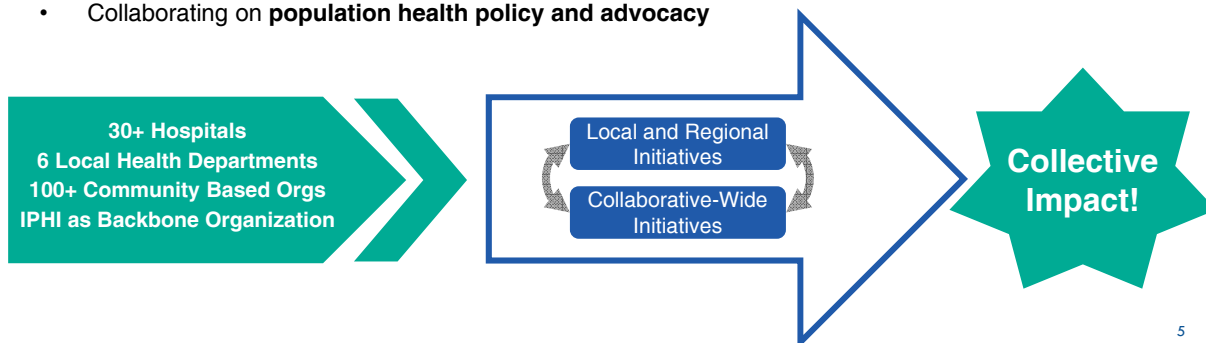 • Collaborating on population health policy and advocacy
30+ Hospitals
6 Local Health Departments
100+ Community Based Orgs
IPHI as Backbone Organization
Local and Regional
Initiatives
Collaborative-Wide
Initiatives
Collective
Impact!
5